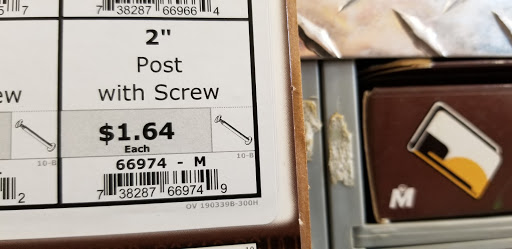 7
7 38287 66966 4
2"
Post
ew
with Screw
$1.64
Each
10-B
10-B
66974 - M
2
7 38287 66974 9
OV 190339B-300H
M